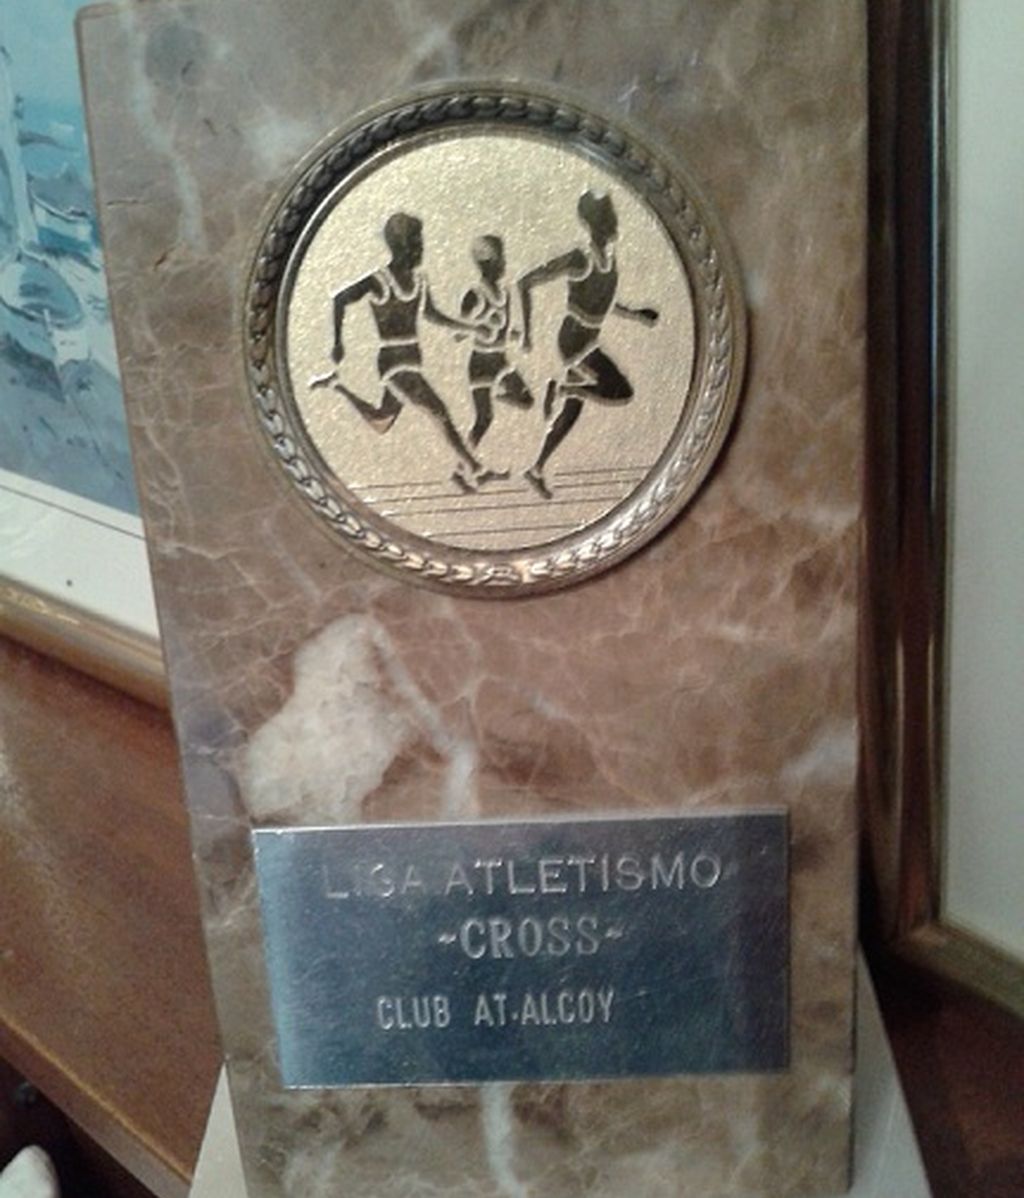 LIGA ATLETISMO
~CROSS~
CLUB AT.ALCOY